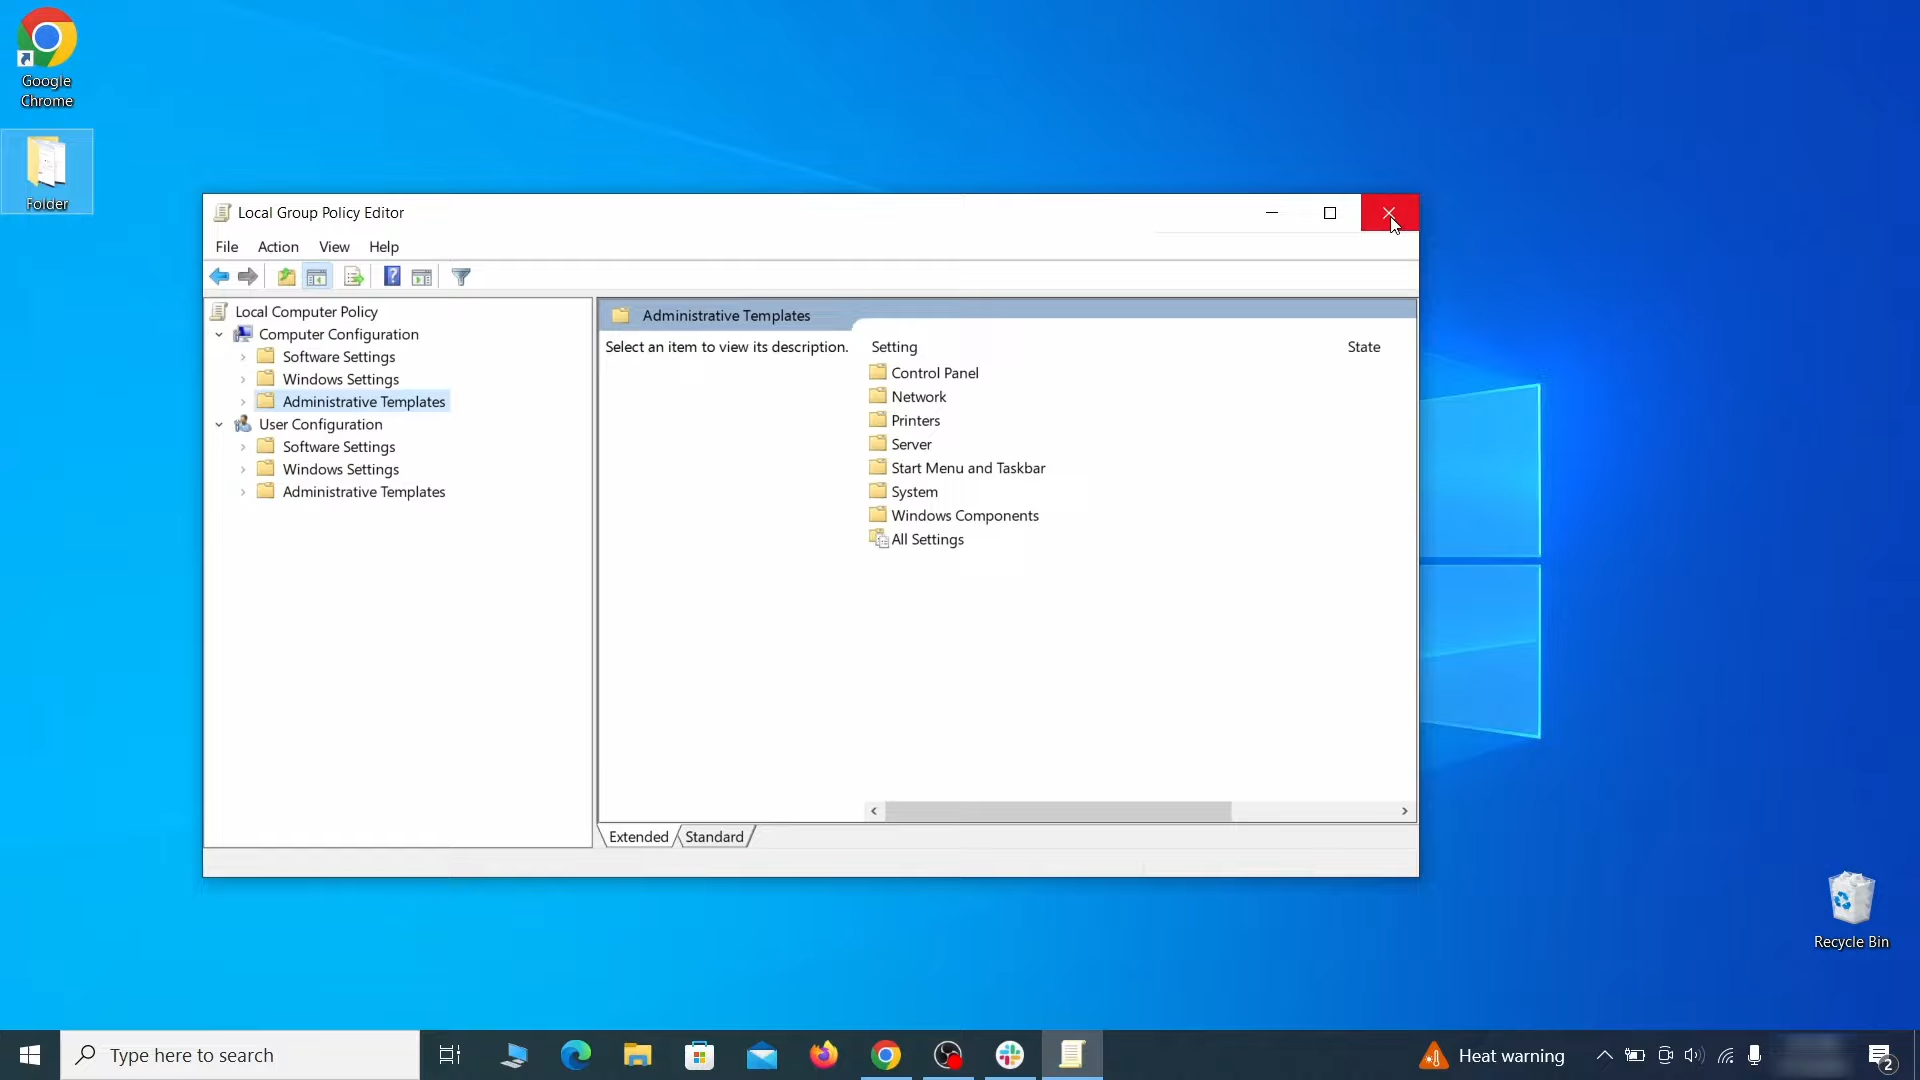 Google
Chrome
Folder
Local Group Policy Editor
File Action View Help
Local Computer Policy
Computer Configuration
Software Settings
Windows Settings
Administrative Templates
User Configuration
Software Settings
Windows Settings
Administrative Templates
Administrative Templates
Select an item to view its description.
Setting State
Control Panel
Network
Printers
Server
Start Menu and Taskbar
System
Windows Components
All Settings
Extended Standard
Recycle Bin
Type here to search
Heat warning
2